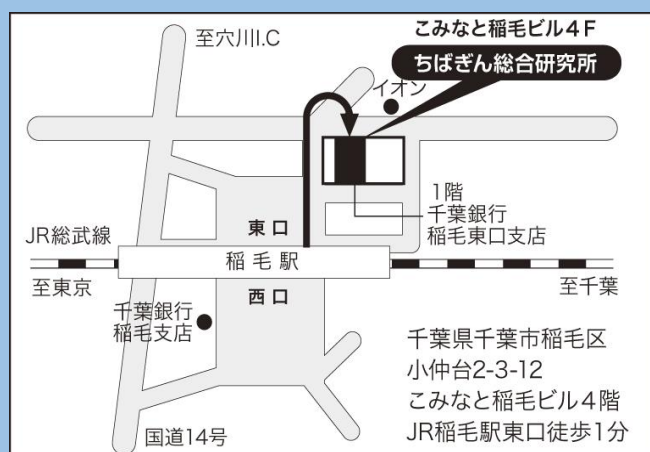 こみなと稲毛ビル4F
ちばぎん総合研究所
至穴川I.C
イオン
1階
千葉銀行
稲毛東口支店
東口
JR総武線
稲毛駅
至東京
西口
至千葉
千葉銀行
稲毛支店
国道14号
千葉県千葉市稲毛区
小仲台2-3-12
こみなと稲毛ビル4階
JR稲毛駅東口徒歩1分